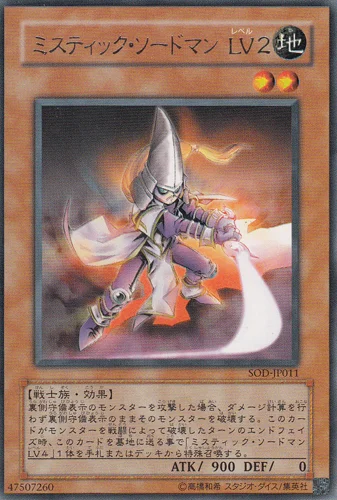 ミスティック・ソードマン LV2
レベル
地
SOD-JP011
【戦士族・効果】
裏側守備表示のモンスターを攻撃した場合、ダメージ計算を行
わず裏側守備表示のままそのモンスターを破壊する。このカー
ドがモンスターを戦闘によって破壊したターンのエンドフェイ
ズ時、このカードを墓地に送る事で「ミスティック・ソードマン
LV4」1体を手札またはデッキから特殊召喚する。
ATK/ 900 DEF/ 0
47507260
©高橋和希 スタジオ・ダイス/集英社